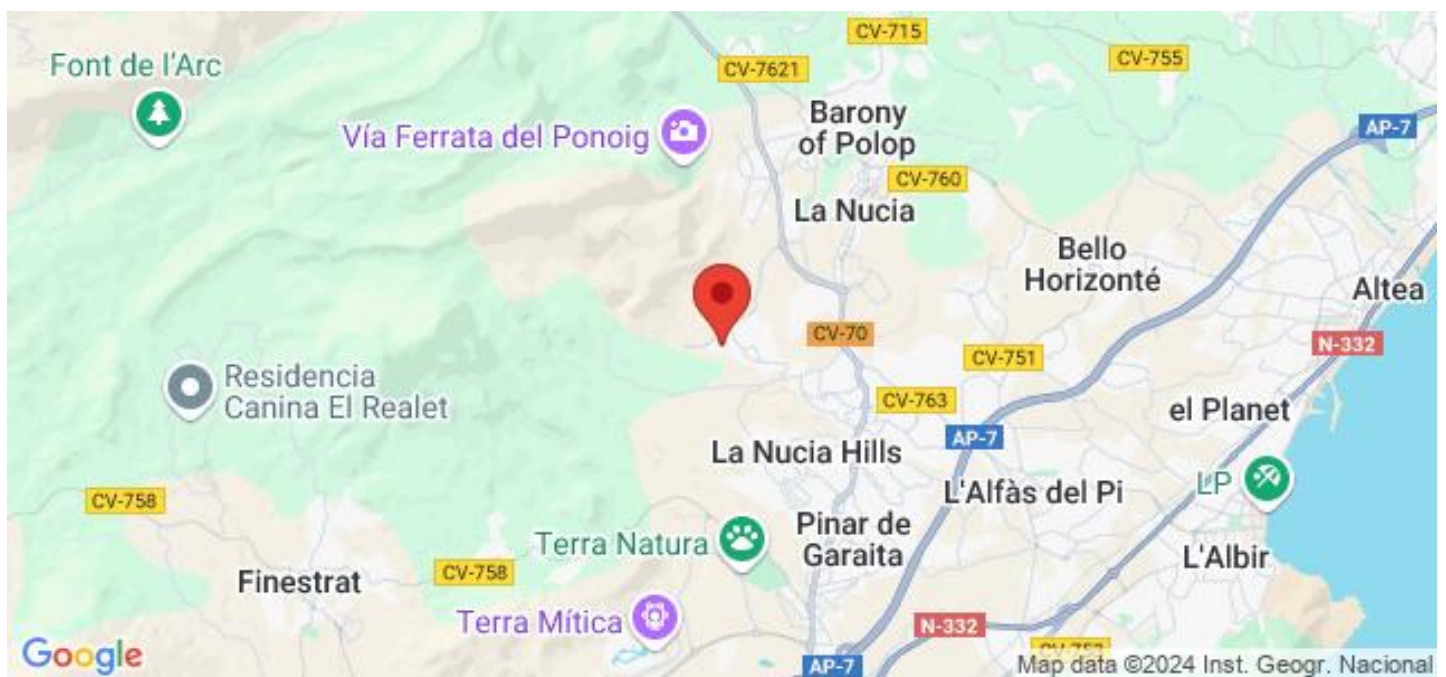 CV-715
Font de l'Arc
CV-7621
CV-755
Barony
of Polop
Vía Ferrata del Ponoig
AP-7
CV-760
La Nucia
Bello
Horizonté
Altea
CV-70
N-332
CV-751
Residencia
Canina El Realet
CV-763
el Planet
AP-7
La Nucia Hills
LP
CV-758
L'Alfàs del Pi
Pinar de
Garaita
Terra Natura
L'Albir
CV-758
Finestrat
Terra Mítica
N-332
Google
AP-7
Map data ©2024 Inst. Geogr. Nacional